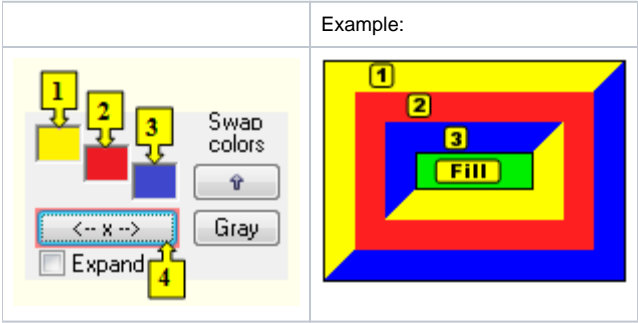 Example:
1
2
3
Swap
colors
<-- x -->
Gray
Expand
4
1
2
3
Fill